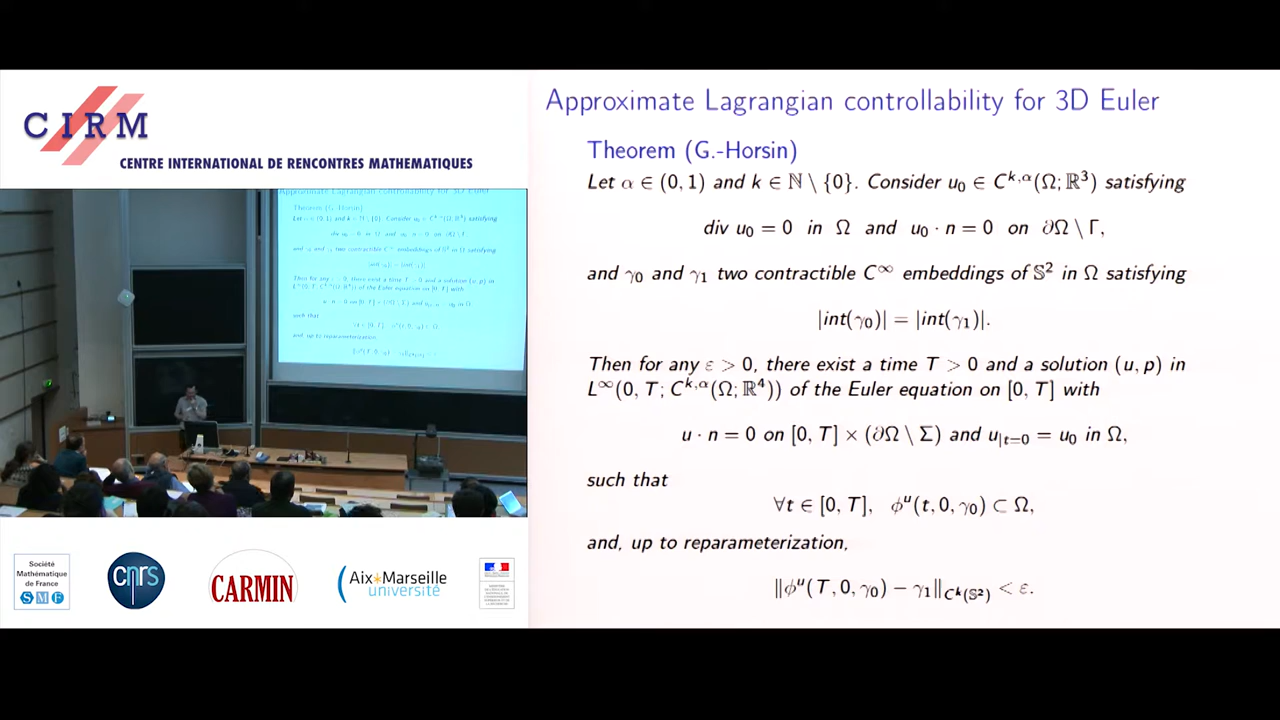 CIRM
CENTRE INTERNATIONAL DE RENCONTRES MATHEMATIQUES
Approximate Lagrangian controllability for 3D Euler
Theorem (G.-Horsin)
Let α ∈ (0, 1) and k ∈ ℕ \ {0}. Consider u₀ ∈ C^{k,α}(Ω; ℝ³) satisfying
div u₀ = 0 in Ω and u₀ · n = 0 on ∂Ω \ Γ,
and γ₀ and γ₁ two contractible C^∞ embeddings of 𝕊² in Ω satisfying
|int(γ₀)| = |int(γ₁)|.
Then for any ε > 0, there exist a time T > 0 and a solution (u, p) in
L^∞(0, T; C^{k,α}(Ω; ℝ⁴)) of the Euler equation on [0, T] with
u · n = 0 on [0, T] × (∂Ω \ Σ) and u_{|t=0} = u₀ in Ω,
such that
∀t ∈ [0, T], ϕ^u(t, 0, γ₀) ⊂ Ω,
and, up to reparameterization,
‖ϕ^u(T, 0, γ₀) − γ₁‖_{C^k(𝕊²)} < ε.
Société
Mathématique
de France
SMF
cnrs
CARMIN
Aix*Marseille
université